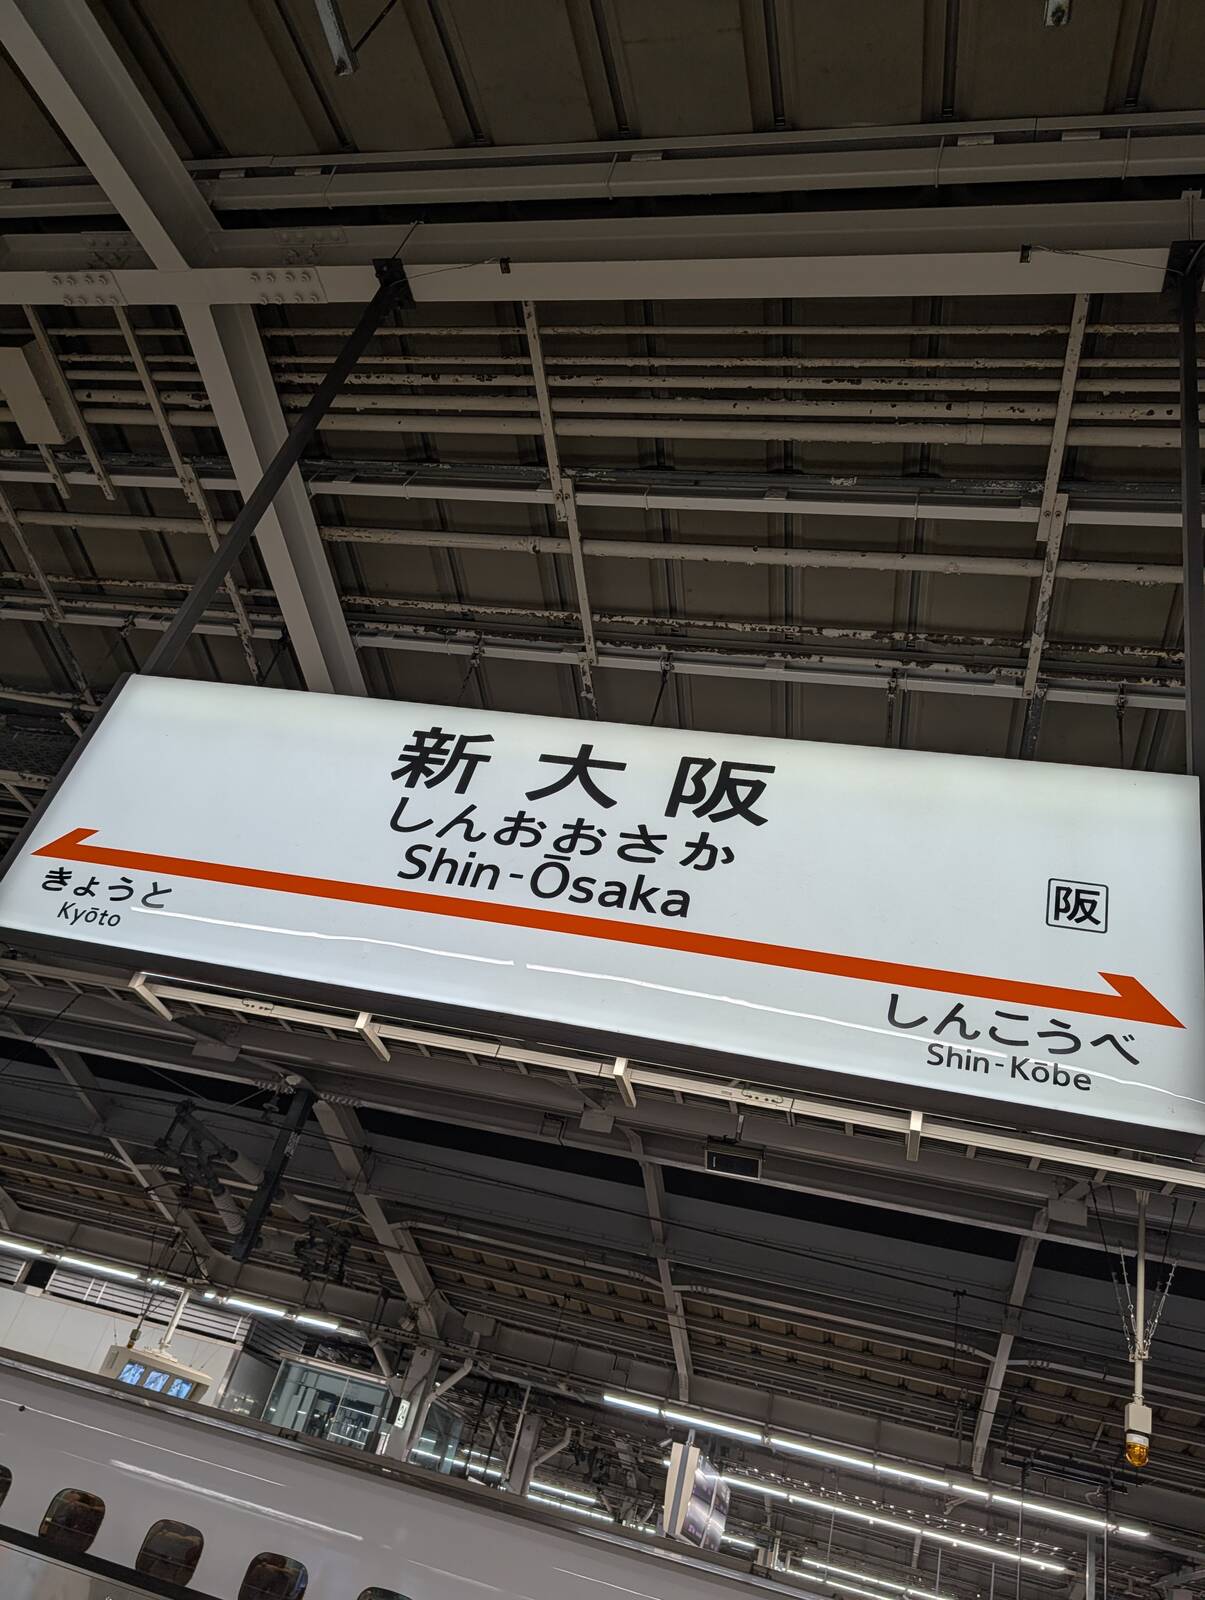 新大阪
しんおおさか
Shin-Ōsaka
阪
きょうと
Kyōto
しんこうべ
Shin-Kōbe